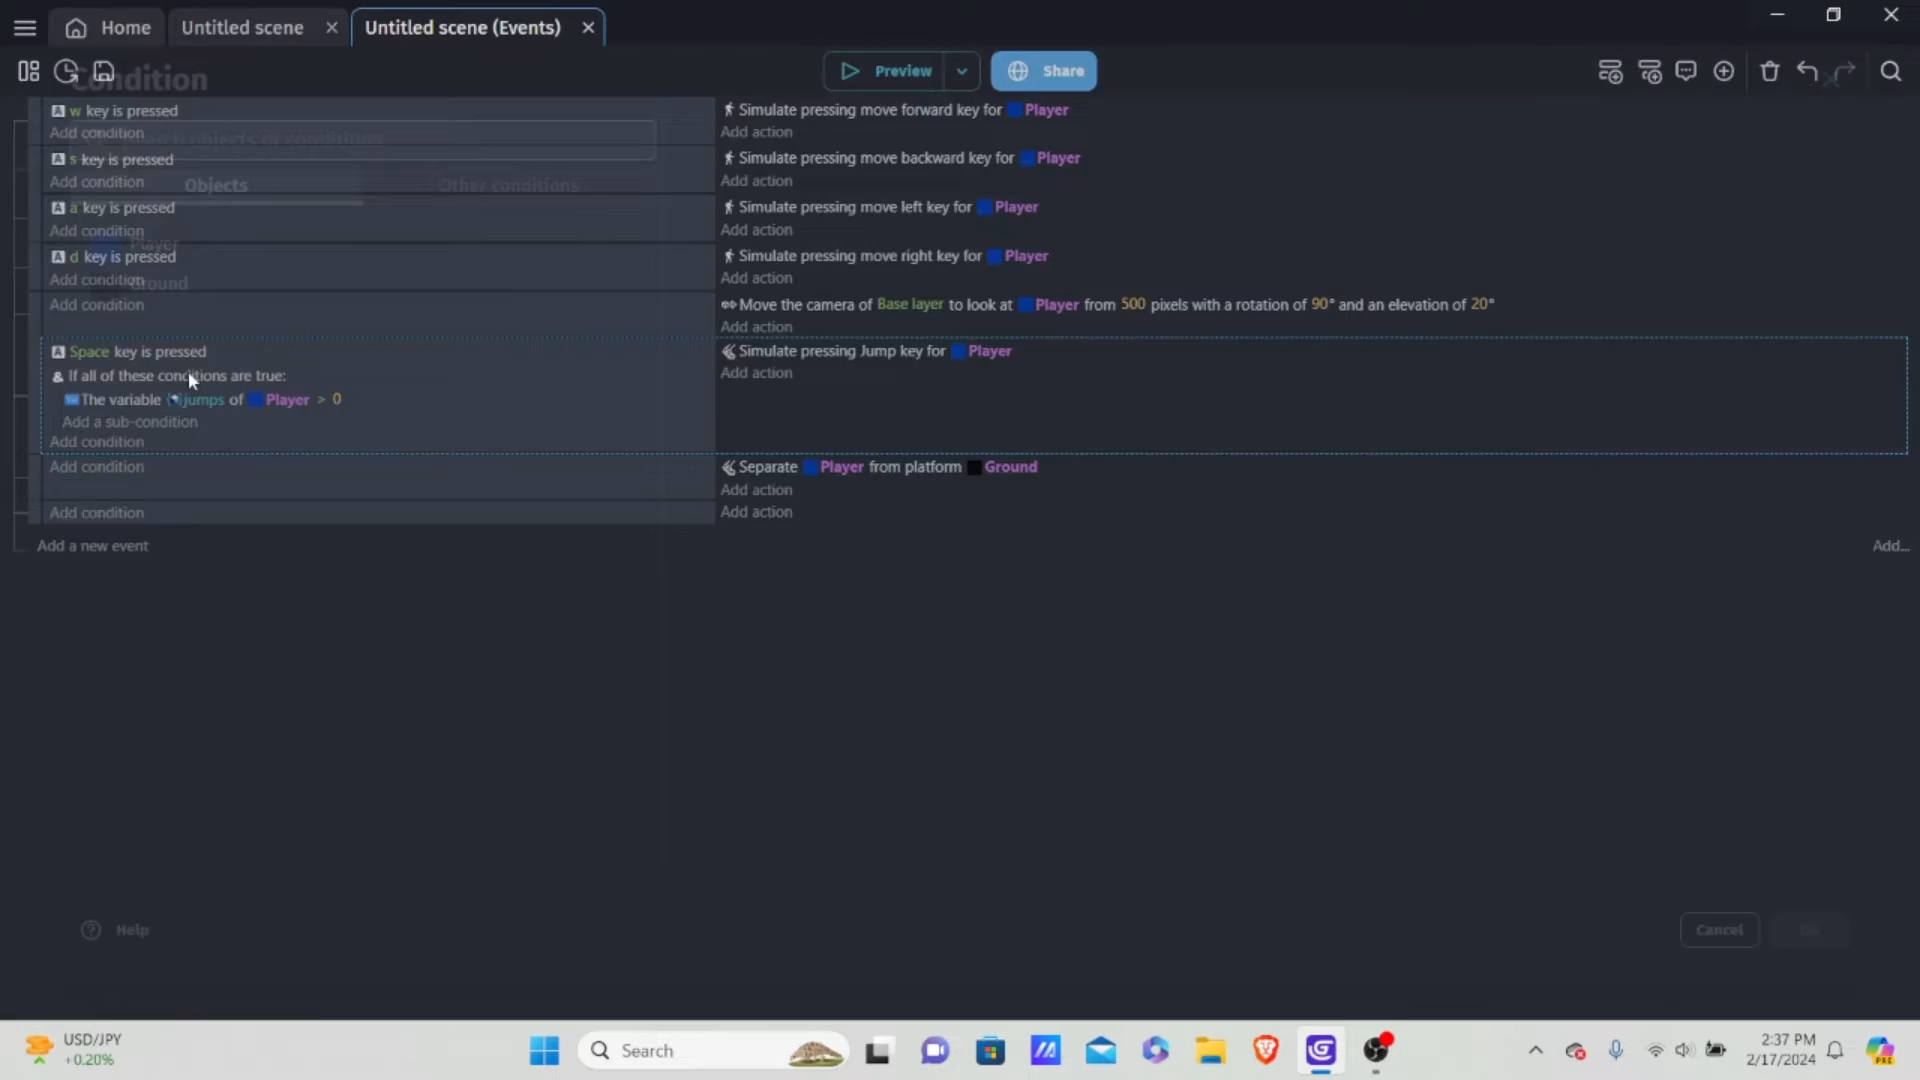 Home
Untitled scene
Untitled scene (Events)
Condition
Preview
Share
w key is pressed
Simulate pressing move forward key for Player
Add condition
Add action
s key is pressed
Simulate pressing move backward key for Player
Add condition
Add action
Objects
Other conditions
a key is pressed
Simulate pressing move left key for Player
Add condition
Add action
Player
d key is pressed
Simulate pressing move right key for Player
Add condition
Add action
Ground
Add condition
Move the camera of Base layer to look at Player from 500 pixels with a rotation of 90° and an elevation of 20°
Add action
Space key is pressed
Simulate pressing Jump key for Player
If all of these conditions are true:
Add action
The variable jumps of Player > 0
Add a sub-condition
Add condition
Add condition
Separate Player from platform Ground
Add action
Add condition
Add action
Add a new event
Add...
Help
Cancel
USD/JPY
+0.20%
Search
2:37 PM
2/17/2024
PRE